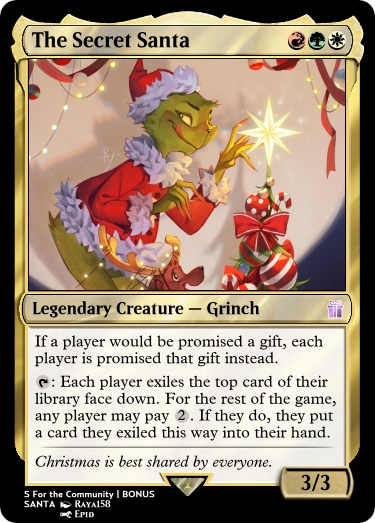 The Secret Santa
Legendary Creature — Grinch
If a player would be promised a gift, each
player is promised that gift instead.
: Each player exiles the top card of their
library face down. For the rest of the game,
any player may pay 2. If they do, they put
a card they exiled this way into their hand.
Christmas is best shared by everyone.
3/3
S For the Community | BONUS
SANTA Raya158
Epid